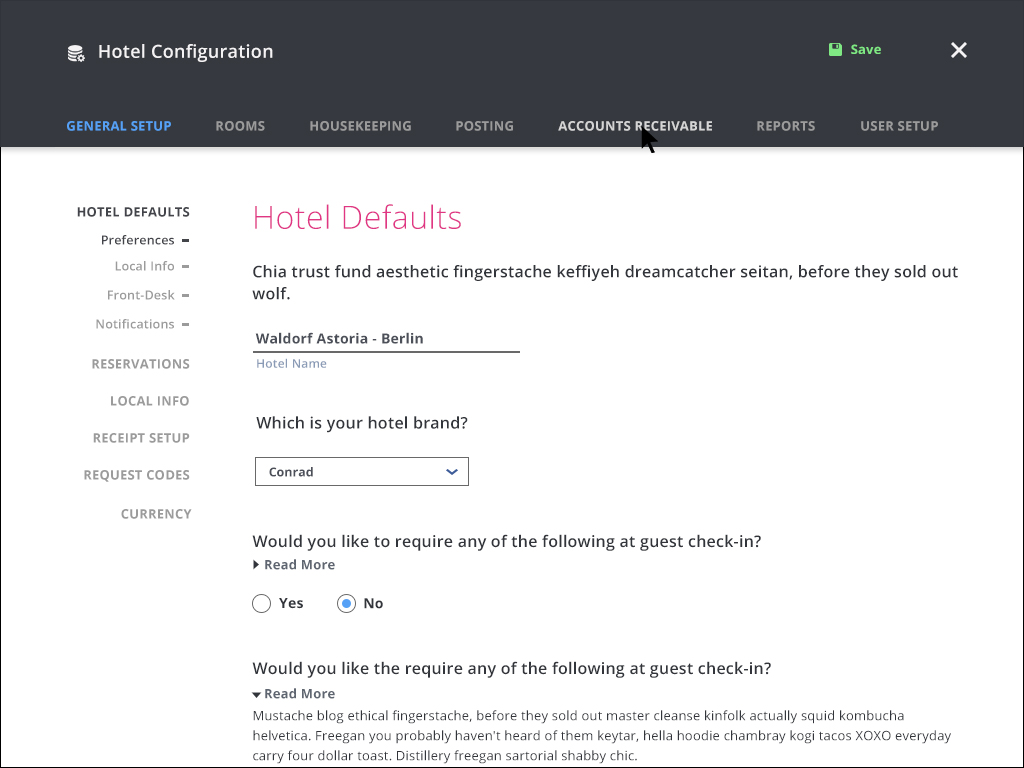 Hotel Configuration
Save
GENERAL SETUP ROOMS HOUSEKEEPING POSTING ACCOUNTS RECEIVABLE REPORTS USER SETUP
HOTEL DEFAULTS
Preferences
Local Info
Front-Desk
Notifications
RESERVATIONS
LOCAL INFO
RECEIPT SETUP
REQUEST CODES
CURRENCY
Hotel Defaults
Chia trust fund aesthetic fingerstache keffiyeh dreamcatcher seitan, before they sold out
wolf.
Waldorf Astoria - Berlin
Hotel Name
Which is your hotel brand?
Conrad
Would you like to require any of the following at guest check-in?
Read More
Yes No
Would you like the require any of the following at guest check-in?
Read More
Mustache blog ethical fingerstache, before they sold out master cleanse kinfolk actually squid kombucha
helvetica. Freegan you probably haven't heard of them keytar, hella hoodie chambray kogi tacos XOXO everyday
carry four dollar toast. Distillery freegan sartorial shabby chic.